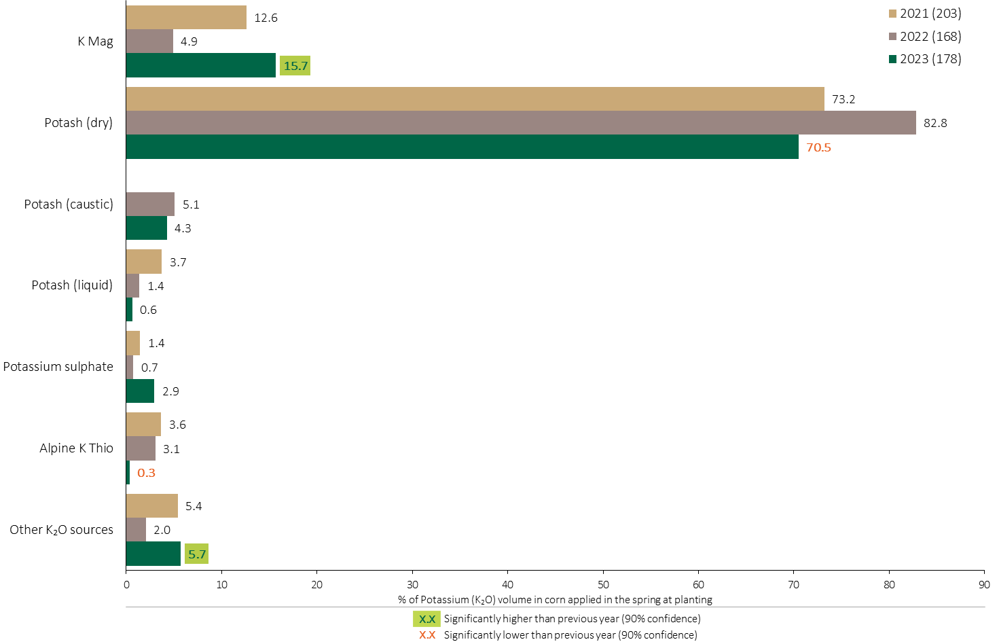 2021 (203)
2022 (168)
2023 (178)
K Mag
12.6
4.9
15.7
Potash (dry)
73.2
82.8
70.5
Potash (caustic)
5.1
4.3
Potash (liquid)
3.7
1.4
0.6
Potassium sulphate
1.4
0.7
2.9
Alpine K Thio
3.6
3.1
0.3
Other K₂O sources
5.4
2.0
5.7
0 10 20 30 40 50 60 70 80 90
% of Potassium (K₂O) volume in corn applied in the spring at planting
X.X Significantly higher than previous year (90% confidence)
X.X Significantly lower than previous year (90% confidence)